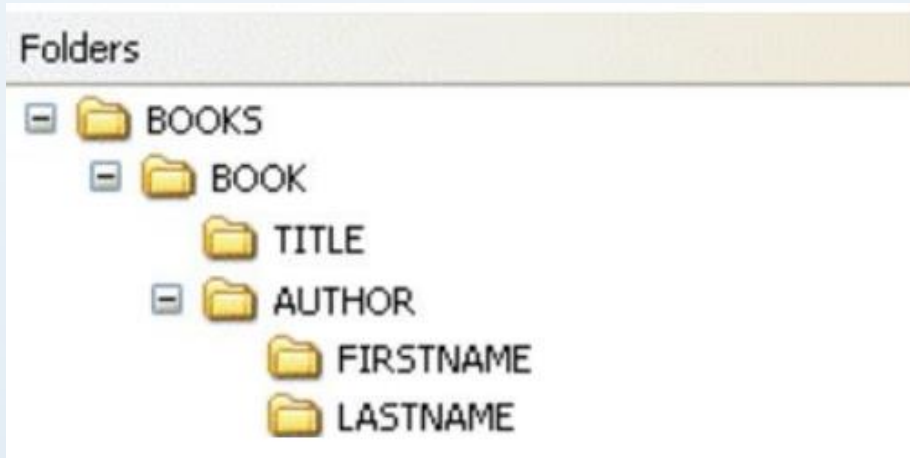 Folders
BOOKS
BOOK
TITLE
AUTHOR
FIRSTNAME
LASTNAME